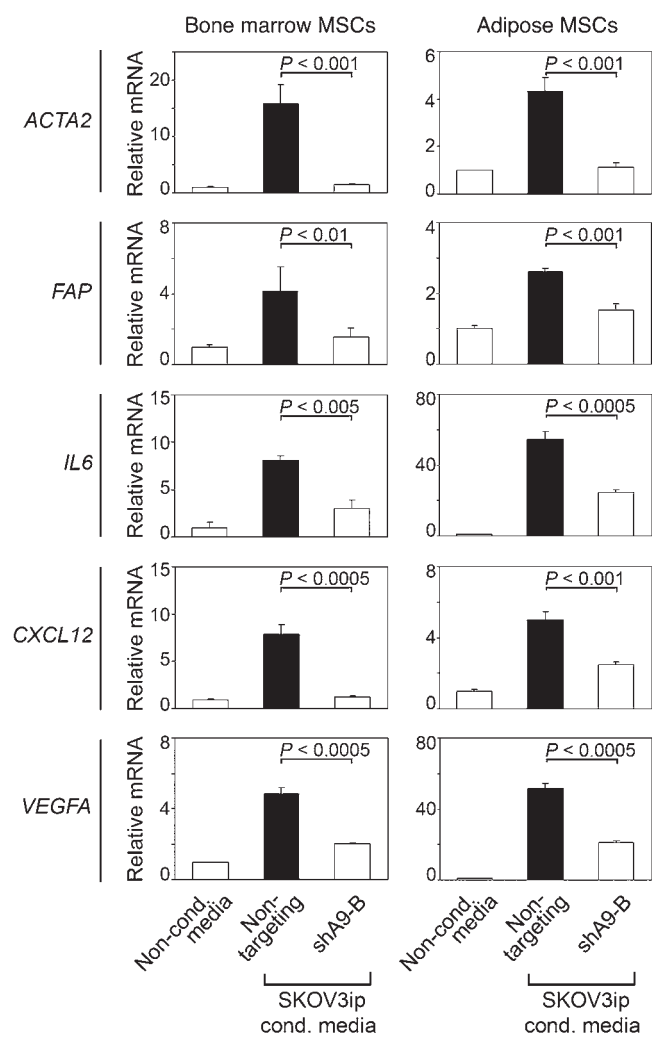 Bone marrow MSCs
Adipose MSCs
ACTA2
Relative mRNA
20
10
0
P < 0.001
6
4
2
0
P < 0.001
FAP
Relative mRNA
8
4
0
P < 0.01
4
2
0
P < 0.001
IL6
Relative mRNA
15
10
5
0
P < 0.005
80
40
0
P < 0.0005
CXCL12
Relative mRNA
15
10
5
0
P < 0.0005
8
4
0
P < 0.001
VEGFA
Relative mRNA
8
4
0
P < 0.0005
80
40
0
P < 0.0005
Non-cond. media
Non-targeting
shA9-B
Non-cond. media
Non-targeting
shA9-B
SKOV3ip
cond. media
SKOV3ip
cond. media